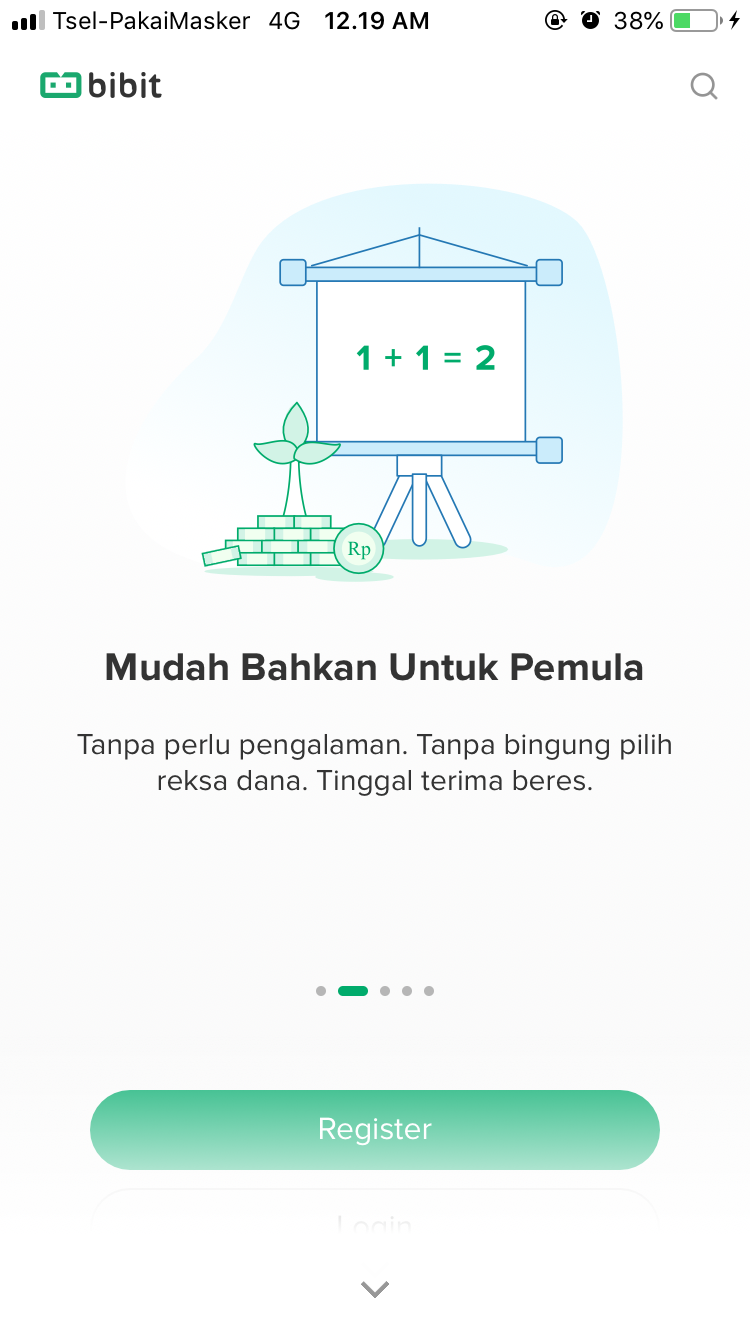 Tsel-PakaiMasker 4G 12.19 AM 38%
bibit
1 + 1 = 2
Rp
Mudah Bahkan Untuk Pemula
Tanpa perlu pengalaman. Tanpa bingung pilih
reksa dana. Tinggal terima beres.
Register
Login